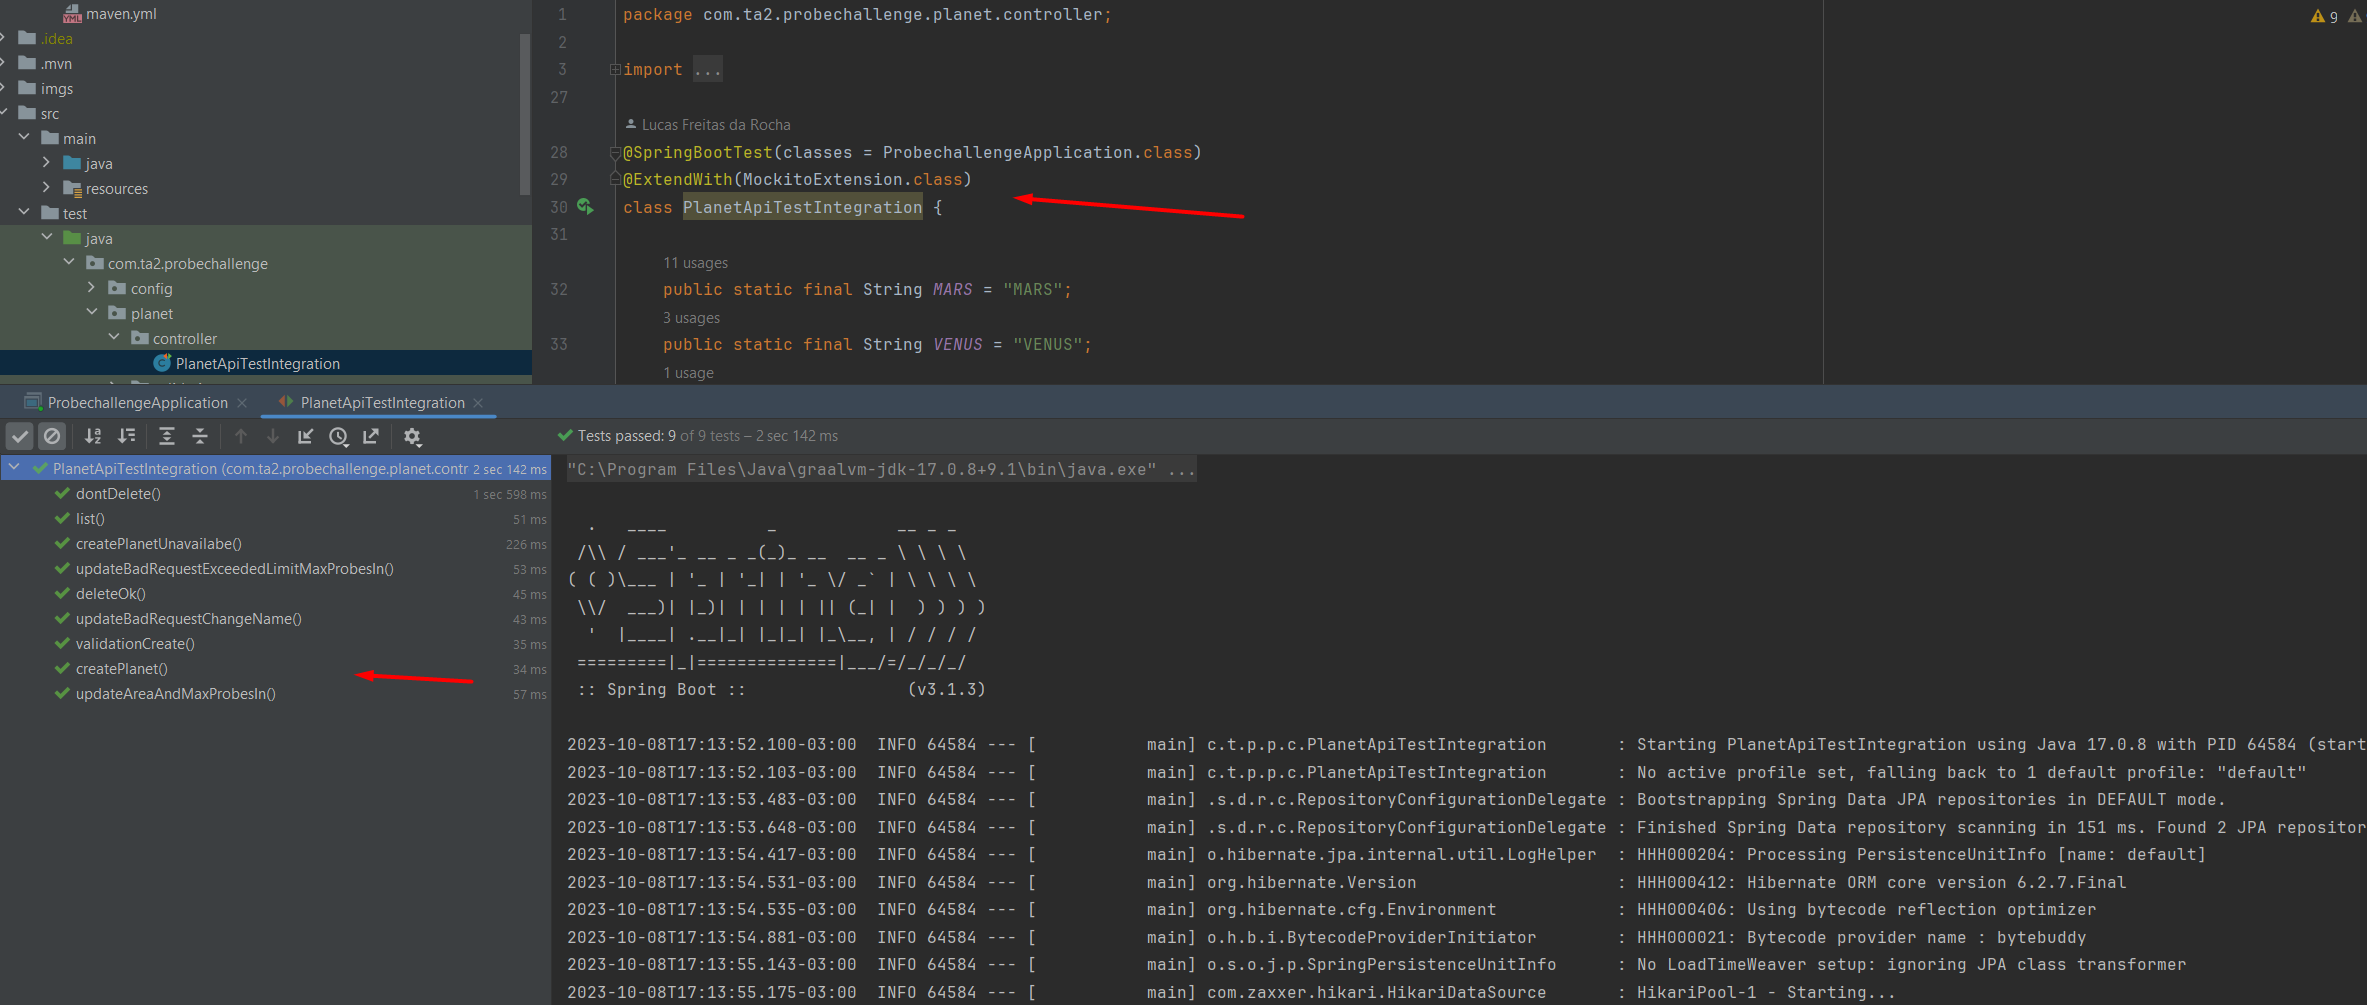 maven.yml
.idea
.mvn
imgs
src
main
java
resources
test
java
com.ta2.probechallenge
config
planet
controller
PlanetApiTestIntegration
1 package com.ta2.probechallenge.planet.controller;
2
3 import ...
27
Lucas Freitas da Rocha
28 @SpringBootTest(classes = ProbechallengeApplication.class)
29 @ExtendWith(MockitoExtension.class)
30 class PlanetApiTestIntegration {
31
11 usages
32 public static final String MARS = "MARS";
3 usages
33 public static final String VENUS = "VENUS";
1 usage
9
ProbechallengeApplication
PlanetApiTestIntegration
Tests passed: 9 of 9 tests – 2 sec 142 ms
PlanetApiTestIntegration (com.ta2.probechallenge.planet.contr 2 sec 142 ms
dontDelete() 1 sec 598 ms
list() 51 ms
createPlanetUnavailabe() 226 ms
updateBadRequestExceededLimitMaxProbesIn() 53 ms
deleteOk() 45 ms
updateBadRequestChangeName() 43 ms
validationCreate() 35 ms
createPlanet() 34 ms
updateAreaAndMaxProbesIn() 57 ms
"C:\Program Files\Java\graalvm-jdk-17.0.8+9.1\bin\java.exe" ...
  .   ____          _            __ _ _
 /\\ / ___'_ __ _ _(_)_ __  __ _ \ \ \ \
( ( )\___ | '_ | '_| | '_ \/ _` | \ \ \ \
 \\/  ___)| |_)| | | | | || (_| |  ) ) ) )
  '  |____| .__|_| |_|_| |_\__, | / / / /
 =========|_|==============|___/=/_/_/_/
 :: Spring Boot ::                (v3.1.3)
2023-10-08T17:13:52.100-03:00  INFO 64584 --- [           main] c.t.p.p.c.PlanetApiTestIntegration       : Starting PlanetApiTestIntegration using Java 17.0.8 with PID 64584 (start
2023-10-08T17:13:52.103-03:00  INFO 64584 --- [           main] c.t.p.p.c.PlanetApiTestIntegration       : No active profile set, falling back to 1 default profile: "default"
2023-10-08T17:13:53.483-03:00  INFO 64584 --- [           main] .s.d.r.c.RepositoryConfigurationDelegate : Bootstrapping Spring Data JPA repositories in DEFAULT mode.
2023-10-08T17:13:53.648-03:00  INFO 64584 --- [           main] .s.d.r.c.RepositoryConfigurationDelegate : Finished Spring Data repository scanning in 151 ms. Found 2 JPA repositor
2023-10-08T17:13:54.417-03:00  INFO 64584 --- [           main] o.hibernate.jpa.internal.util.LogHelper  : HHH000204: Processing PersistenceUnitInfo [name: default]
2023-10-08T17:13:54.531-03:00  INFO 64584 --- [           main] org.hibernate.Version                    : HHH000412: Hibernate ORM core version 6.2.7.Final
2023-10-08T17:13:54.535-03:00  INFO 64584 --- [           main] org.hibernate.cfg.Environment            : HHH000406: Using bytecode reflection optimizer
2023-10-08T17:13:54.881-03:00  INFO 64584 --- [           main] o.h.b.i.BytecodeProviderInitiator        : HHH000021: Bytecode provider name : bytebuddy
2023-10-08T17:13:55.143-03:00  INFO 64584 --- [           main] o.s.o.j.p.SpringPersistenceUnitInfo      : No LoadTimeWeaver setup: ignoring JPA class transformer
2023-10-08T17:13:55.175-03:00  INFO 64584 --- [           main] com.zaxxer.hikari.HikariDataSource       : HikariPool-1 - Starting...